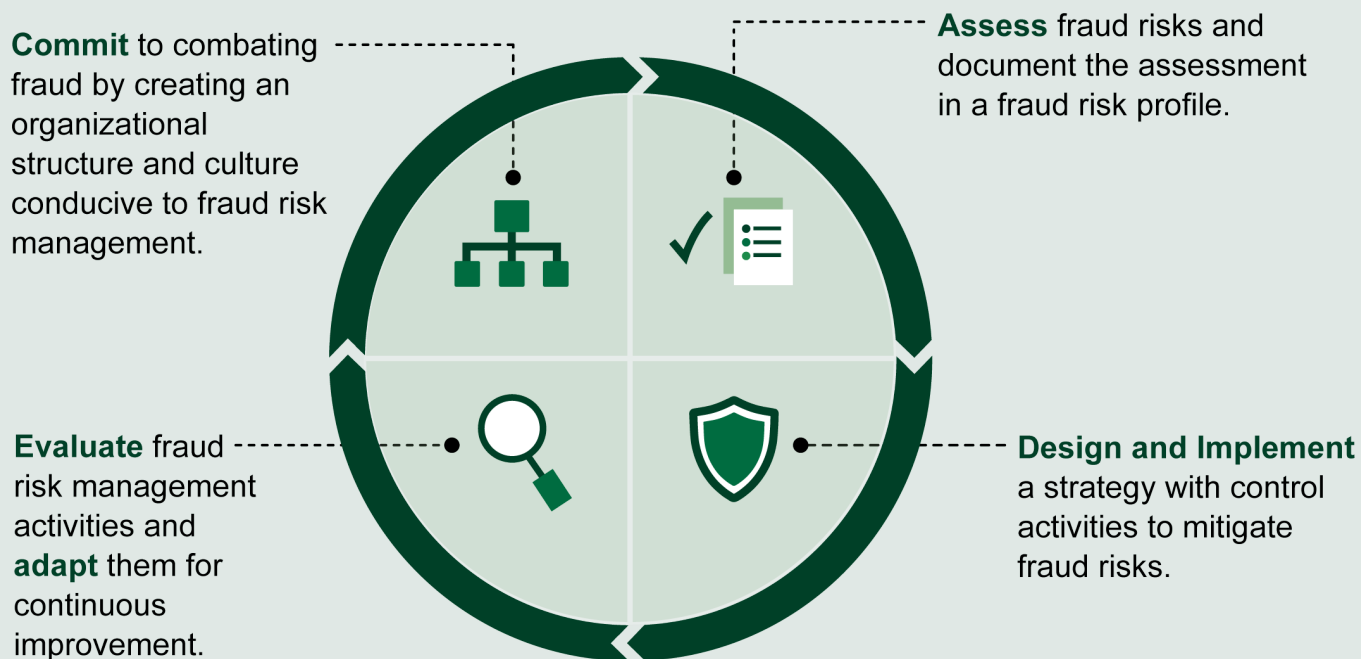 Commit to combating
fraud by creating an
organizational
structure and culture
conducive to fraud risk
management.
Assess fraud risks and
document the assessment
in a fraud risk profile.
Evaluate fraud
risk management
activities and
adapt them for
continuous
improvement.
Design and Implement
a strategy with control
activities to mitigate
fraud risks.